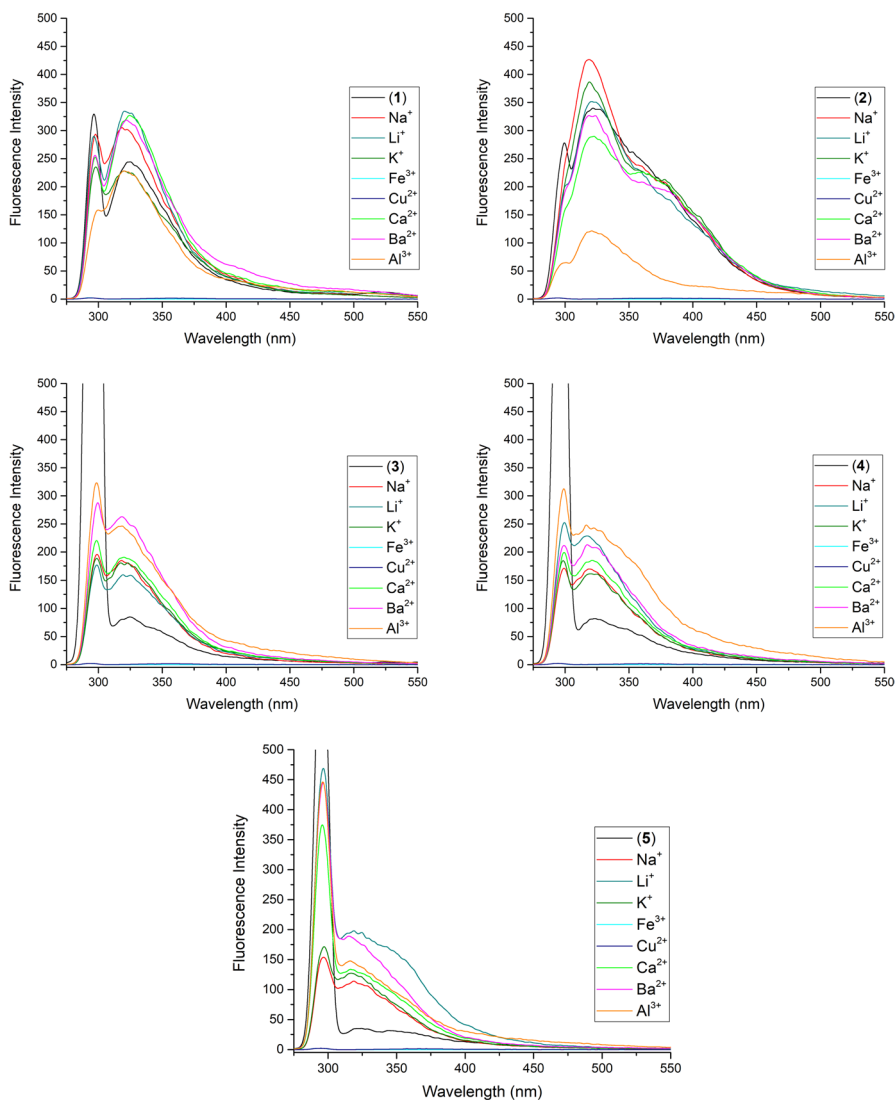 500
450
400
350
300
250
200
150
100
50
0
Fluorescence Intensity
300 350 400 450 500 550
Wavelength (nm)
(1)
Na⁺
Li⁺
K⁺
Fe³⁺
Cu²⁺
Ca²⁺
Ba²⁺
Al³⁺
500
450
400
350
300
250
200
150
100
50
0
Fluorescence Intensity
300 350 400 450 500 550
Wavelength (nm)
(2)
Na⁺
Li⁺
K⁺
Fe³⁺
Cu²⁺
Ca²⁺
Ba²⁺
Al³⁺
500
450
400
350
300
250
200
150
100
50
0
Fluorescence Intensity
300 350 400 450 500 550
Wavelength (nm)
(3)
Na⁺
Li⁺
K⁺
Fe³⁺
Cu²⁺
Ca²⁺
Ba²⁺
Al³⁺
500
450
400
350
300
250
200
150
100
50
0
Fluorescence Intensity
300 350 400 450 500 550
Wavelength (nm)
(4)
Na⁺
Li⁺
K⁺
Fe³⁺
Cu²⁺
Ca²⁺
Ba²⁺
Al³⁺
500
450
400
350
300
250
200
150
100
50
0
Fluorescence Intensity
300 350 400 450 500 550
Wavelength (nm)
(5)
Na⁺
Li⁺
K⁺
Fe³⁺
Cu²⁺
Ca²⁺
Ba²⁺
Al³⁺